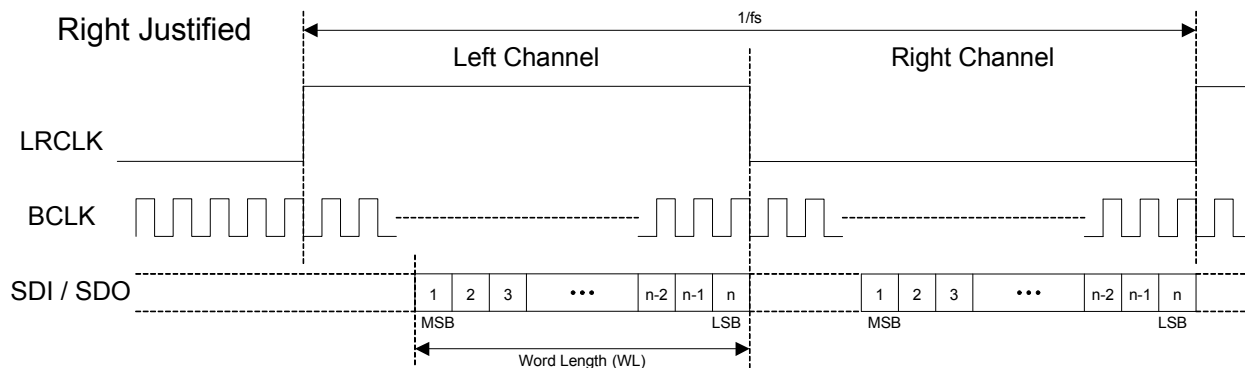 Right Justified
1/fs
Left Channel
Right Channel
LRCLK
BCLK
SDI / SDO
1 2 3 ••• n-2 n-1 n
1 2 3 ••• n-2 n-1 n
MSB LSB
MSB LSB
Word Length (WL)